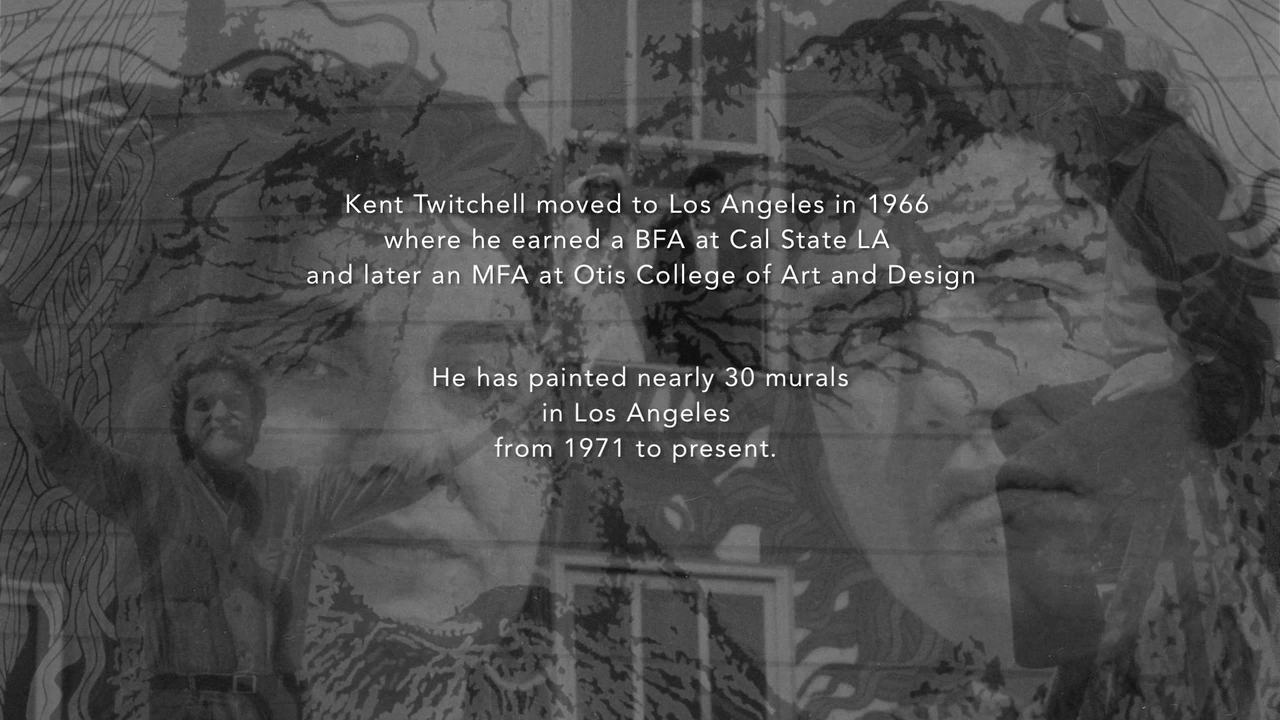 Kent Twitchell moved to Los Angeles in 1966
where he earned a BFA at Cal State LA
and later an MFA at Otis College of Art and Design
He has painted nearly 30 murals
in Los Angeles
from 1971 to present.